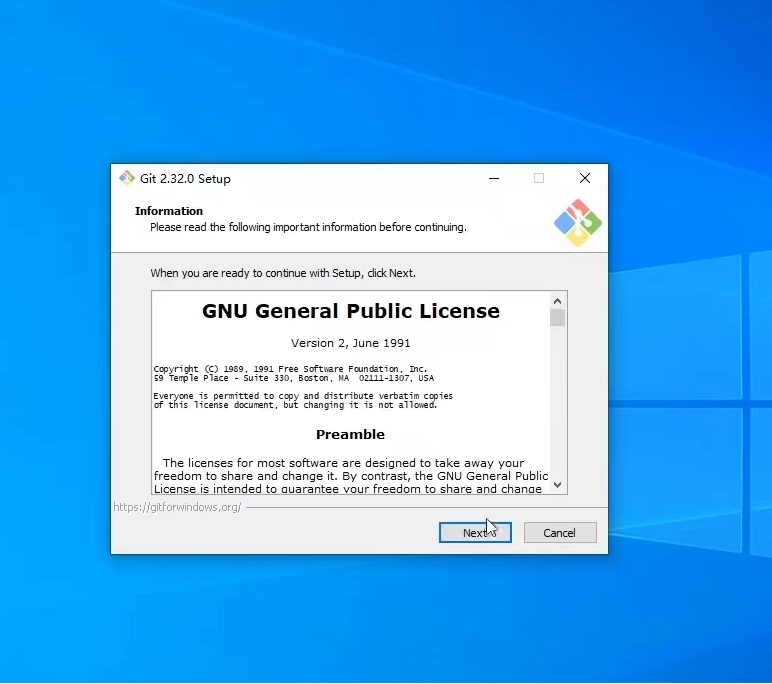 Git 2.32.0 Setup
Information
Please read the following important information before continuing.
When you are ready to continue with Setup, click Next.
GNU General Public License
Version 2, June 1991
Copyright (C) 1989, 1991 Free Software Foundation, Inc.
59 Temple Place - Suite 330, Boston, MA  02111-1307, USA
Everyone is permitted to copy and distribute verbatim copies
of this license document, but changing it is not allowed.
Preamble
The licenses for most software are designed to take away your
freedom to share and change it. By contrast, the GNU General Public
License is intended to guarantee your freedom to share and change
https://gitforwindows.org/
Next
Cancel